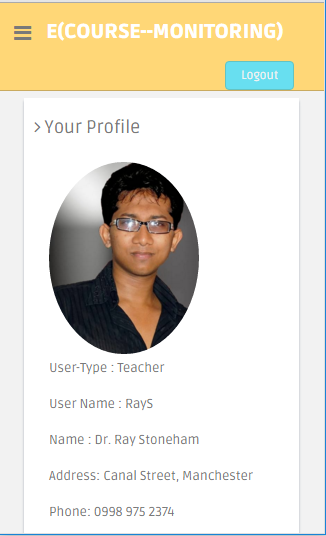 E(COURSE--MONITORING)
Logout
Your Profile
User-Type : Teacher
User Name : RayS
Name : Dr. Ray Stoneham
Address: Canal Street, Manchester
Phone: 0998 975 2374